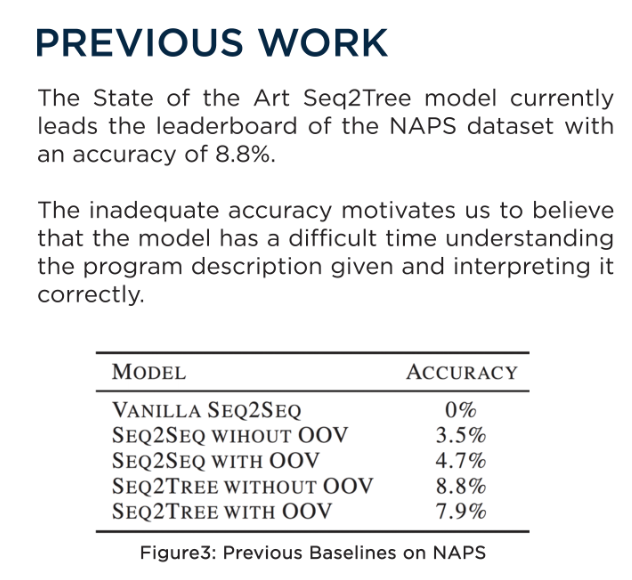 PREVIOUS WORK
The State of the Art Seq2Tree model currently
leads the leaderboard of the NAPS dataset with
an accuracy of 8.8%.
The inadequate accuracy motivates us to believe
that the model has a difficult time understanding
the program description given and interpreting it
correctly.
MODEL ACCURACY
VANILLA SEQ2SEQ 0%
SEQ2SEQ WIHOUT OOV 3.5%
SEQ2SEQ WITH OOV 4.7%
SEQ2TREE WITHOUT OOV 8.8%
SEQ2TREE WITH OOV 7.9%
Figure3: Previous Baselines on NAPS